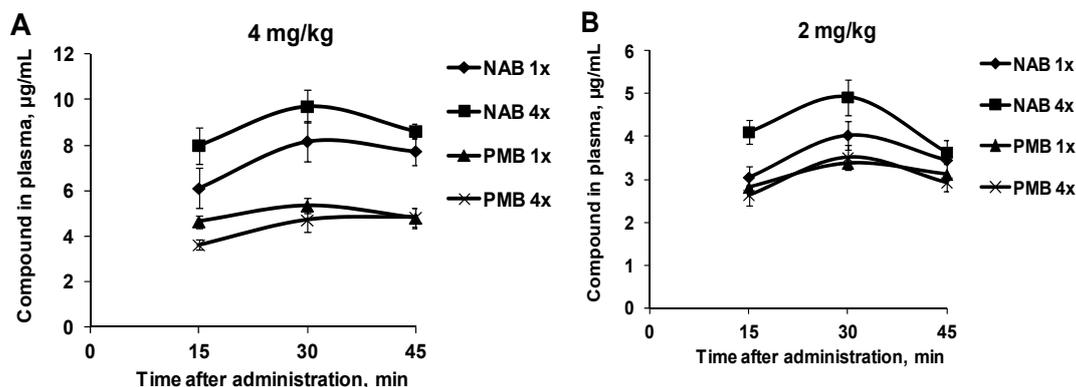 A
4 mg/kg
Compound in plasma, µg/mL
12
10
8
6
4
2
0
0 15 30 45
Time after administration, min
NAB 1x
NAB 4x
PMB 1x
PMB 4x
B
2 mg/kg
Compound in plasma, µg/mL
6
5
4
3
2
1
0
0 15 30 45
Time after administration, min
NAB 1x
NAB 4x
PMB 1x
PMB 4x